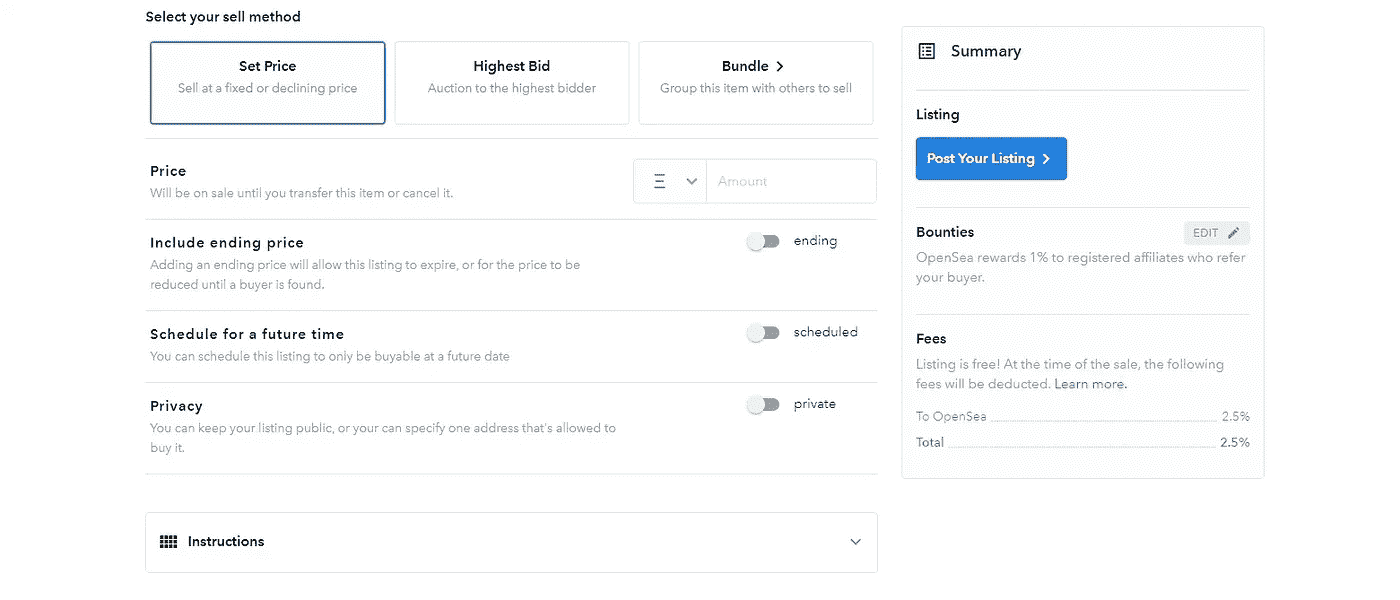 Select your sell method
Set Price
Sell at a fixed or declining price
Highest Bid
Auction to the highest bidder
Bundle
Group this item with others to sell
Price
Will be on sale until you transfer this item or cancel it.
Amount
Include ending price
Adding an ending price will allow this listing to expire, or for the price to be
reduced until a buyer is found.
ending
Schedule for a future time
You can schedule this listing to only be buyable at a future date
scheduled
Privacy
You can keep your listing public, or your can specify one address that's allowed to
buy it.
private
Instructions
Summary
Listing
Post Your Listing
Bounties
EDIT
OpenSea rewards 1% to registered affiliates who refer
your buyer.
Fees
Listing is free! At the time of the sale, the following
fees will be deducted. Learn more.
To OpenSea 2.5%
Total 2.5%